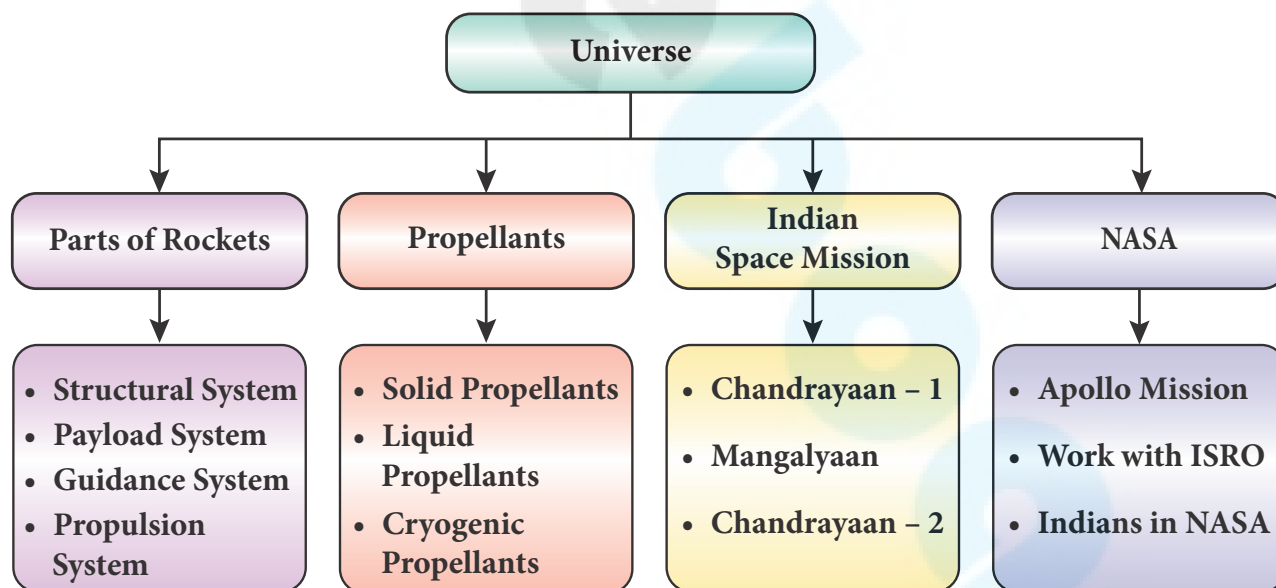 Universe
Parts of Rockets
Propellants
Indian
Space Mission
NASA
• Structural System
• Payload System
• Guidance System
• Propulsion
System
• Solid Propellants
• Liquid
Propellants
• Cryogenic
Propellants
• Chandrayaan – 1
• Mangalyaan
• Chandrayaan – 2
• Apollo Mission
• Work with ISRO
• Indians in NASA